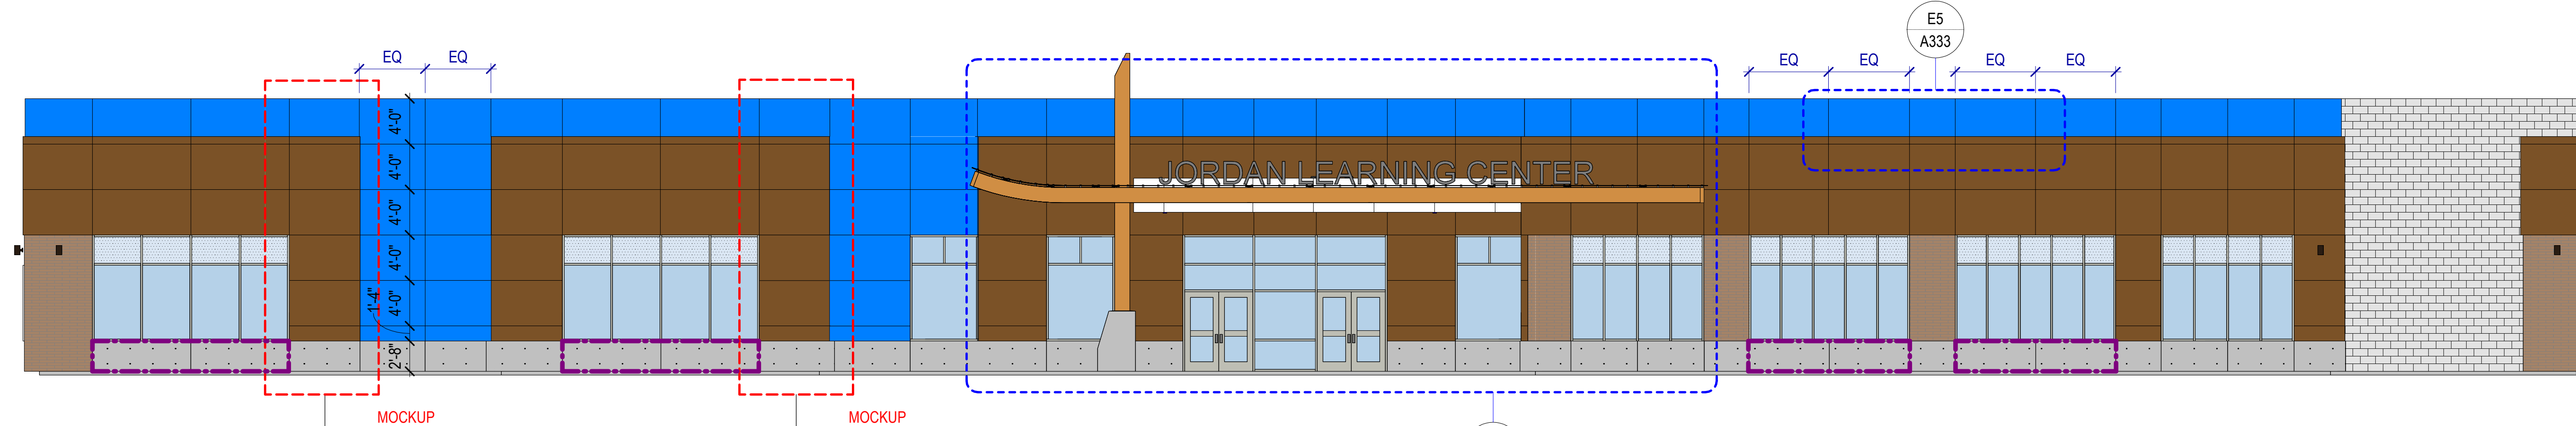 E5
A333
EQ EQ
EQ EQ EQ EQ
4'-0"
4'-0"
JORDAN LEARNING CENTER
4'-0"
4'-0"
4'-0"
1'-4"
2'-8"
MOCKUP MOCKUP